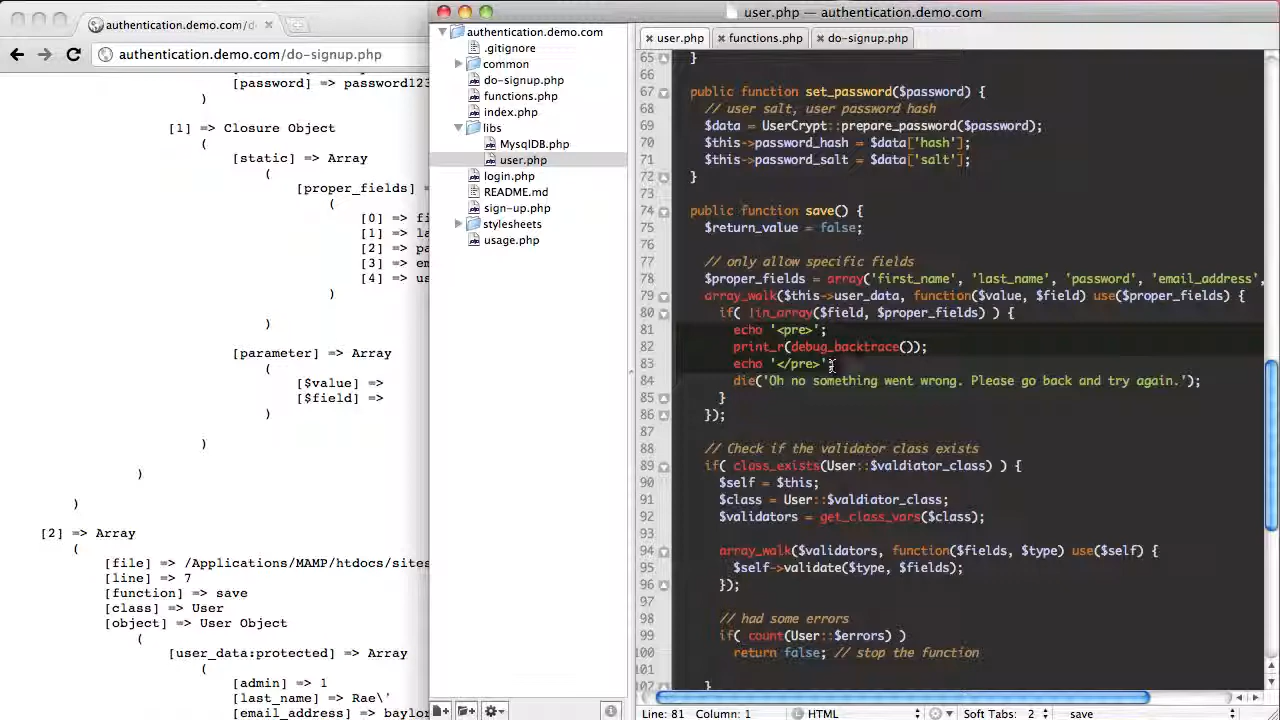 authentication.demo.com/do-
authentication.demo.com/do-signup.php
[password] => password123
)
[1] => Closure Object
(
[static] => Array
(
[proper_fields] =
(
[0] => fi
[1] => la
[2] => pa
[3] => em
[4] => us
)
)
[parameter] => Array
(
[$value] =>
[$field] =>
)
)
)
)
[2] => Array
(
[file] => /Applications/MAMP/htdocs/sites
[line] => 7
[function] => save
[class] => User
[object] => User Object
(
[user_data:protected] => Array
(
[admin] => 1
[last_name] => Rae\'
[email_address] => baylor
user.php — authentication.demo.com
authentication.demo.com
.gitignore
common
do-signup.php
functions.php
index.php
libs
MysqlDB.php
user.php
login.php
README.md
sign-up.php
stylesheets
usage.php
user.php functions.php do-signup.php
65 }
66
67 public function set_password($password) {
68 // user salt, user password hash
69 $data = UserCrypt::prepare_password($password);
70 $this->password_hash = $data['hash'];
71 $this->password_salt = $data['salt'];
72 }
73
74 public function save() {
75 $return_value = false;
76
77 // only allow specific fields
78 $proper_fields = array('first_name', 'last_name', 'password', 'email_address',
79 array_walk($this->user_data, function($value, $field) use($proper_fields) {
80 if( !in_array($field, $proper_fields) ) {
81 echo '<pre>';
82 print_r(debug_backtrace());
83 echo '</pre>'
84 die('Oh no something went wrong. Please go back and try again.');
85 }
86 });
87
88 // Check if the validator class exists
89 if( class_exists(User::$valdiator_class) ) {
90 $self = $this;
91 $class = User::$valdiator_class;
92 $validators = get_class_vars($class);
93
94 array_walk($validators, function($fields, $type) use($self) {
95 $self->validate($type, $fields);
96 });
97
98 // had some errors
99 if( count(User::$errors) )
100 return false; // stop the function
101
102 }
Line: 81 Column: 1 HTML Soft Tabs: 2 save